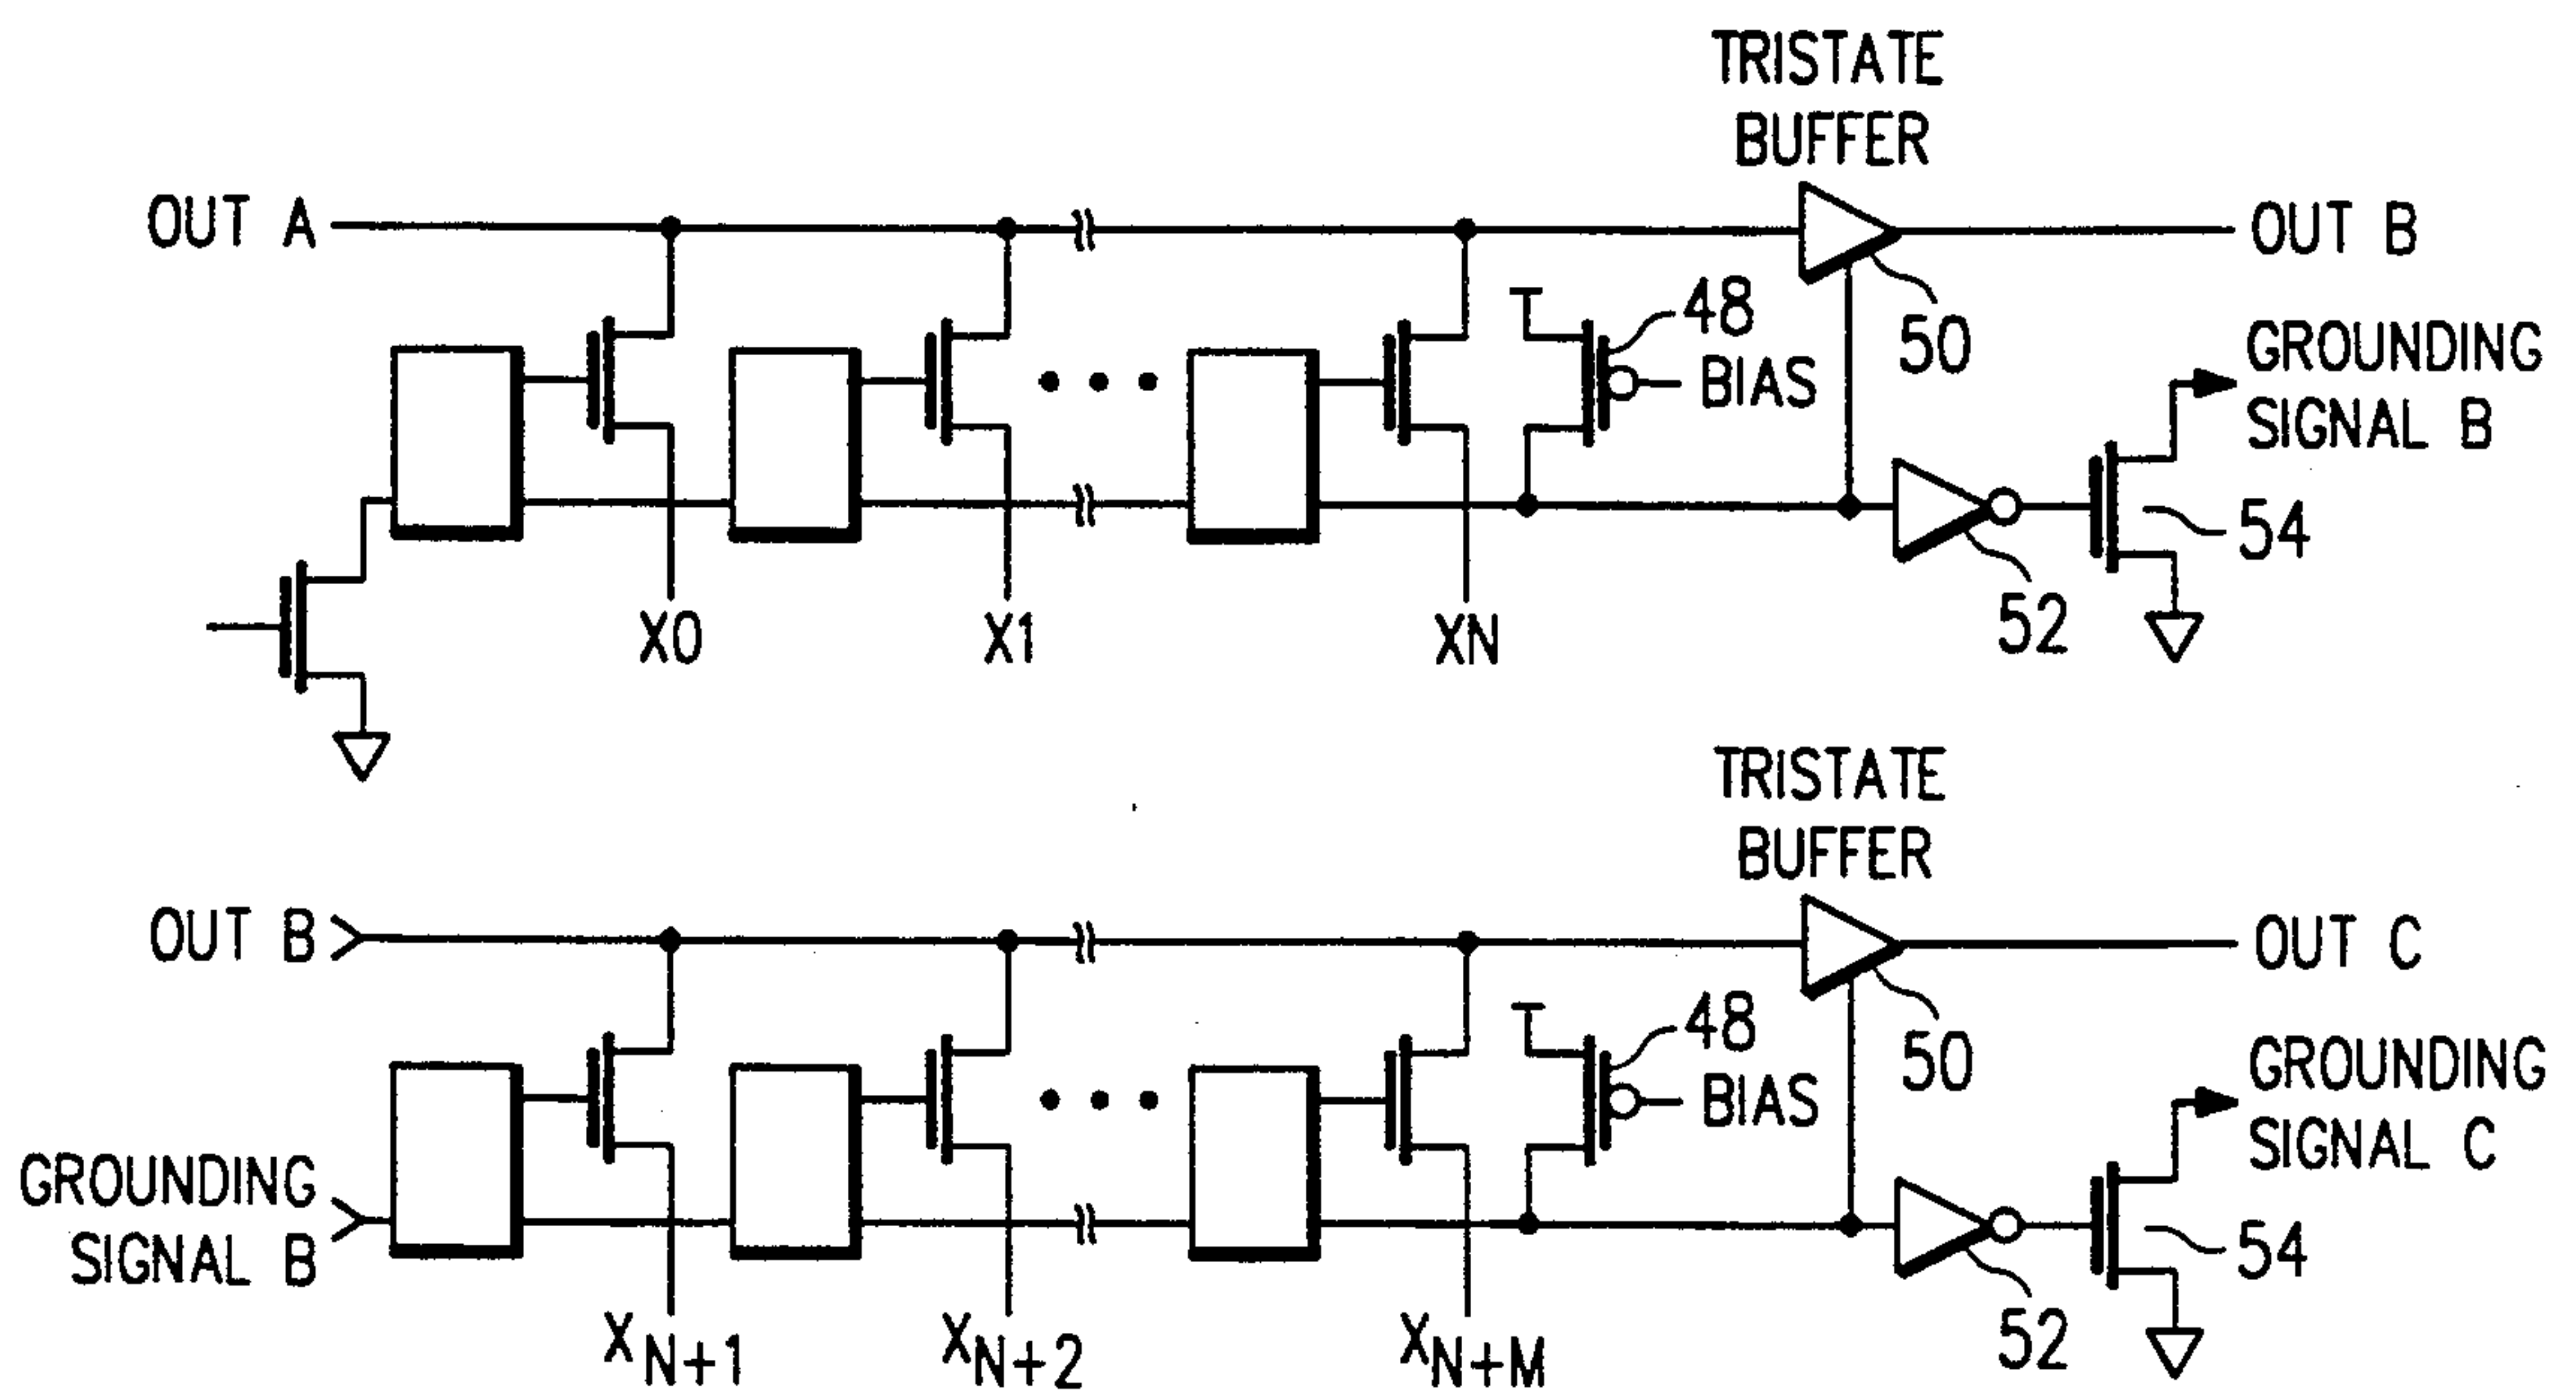 TRISTATE
BUFFER
OUT A
OUT B
48
BIAS
50
GROUNDING
SIGNAL B
54
52
X0
X1
XN
TRISTATE
BUFFER
OUT B
OUT C
48
BIAS
50
GROUNDING
SIGNAL C
GROUNDING
SIGNAL B
54
52
XN+1
XN+2
XN+M